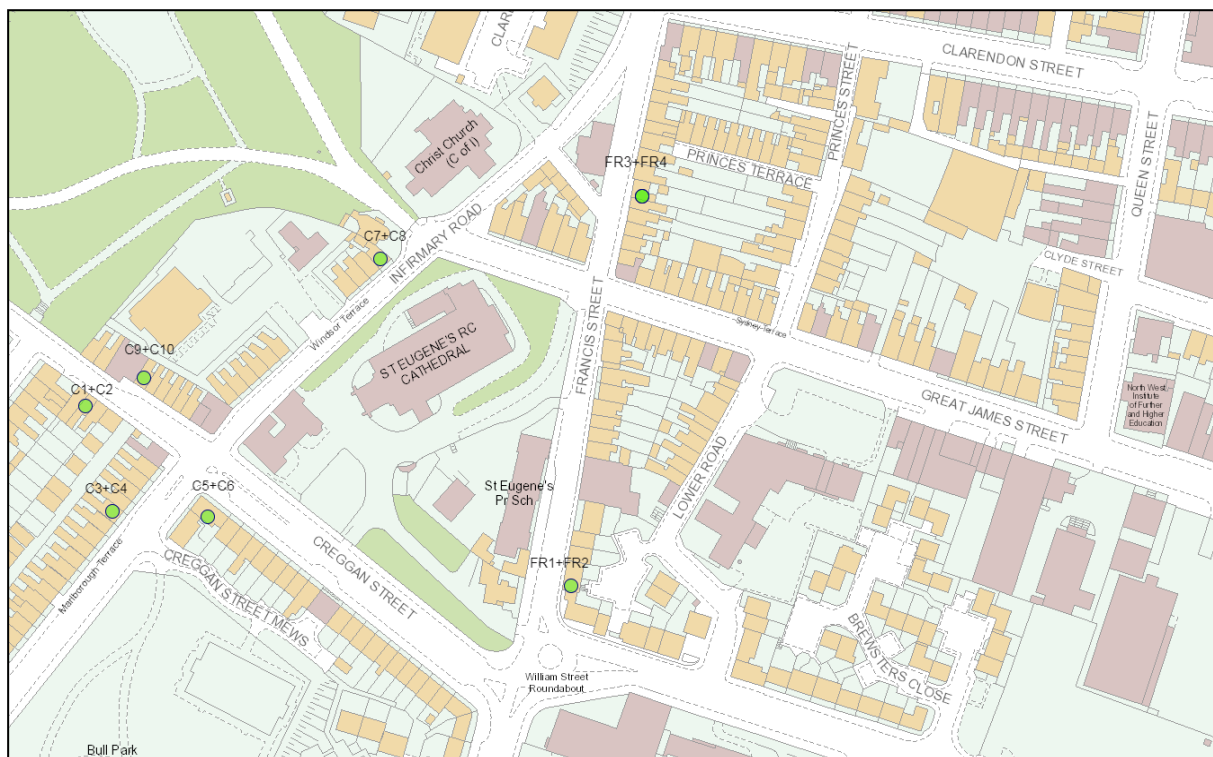 CLAR
CLARENDON STREET
PRINCES STREET
QUEEN STREET
Christ Church
(C of I)
FR3+FR4
PRINCES TERRACE
INFIRMARY ROAD
C7+C8
CLYDE STREET
Windsor Terrace
ST EUGENE'S RC
CATHEDRAL
FRANCIS STREET
Sydney Terrace
C9+C10
C1+C2
GREAT JAMES STREET
North West
Institute
of Further
and Higher
Education
LOWER ROAD
St Eugene's
Pr Sch
C3+C4
C5+C6
Marlborough Terrace
CREGGAN STREET
CREGGAN STREET MEWS
FR1+FR2
BREWSTERS CLOSE
William Street
Roundabout
Bull Park